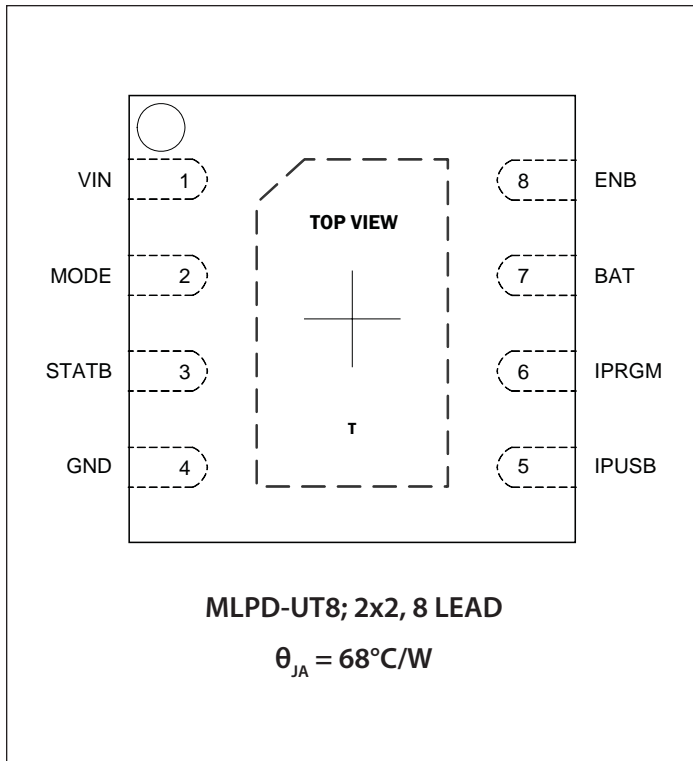 VIN 1 8 ENB
TOP VIEW
MODE 2 7 BAT
STATB 3 6 IPRGM
T
GND 4 5 IPUSB
MLPD-UT8; 2x2, 8 LEAD
θJA = 68°C/W